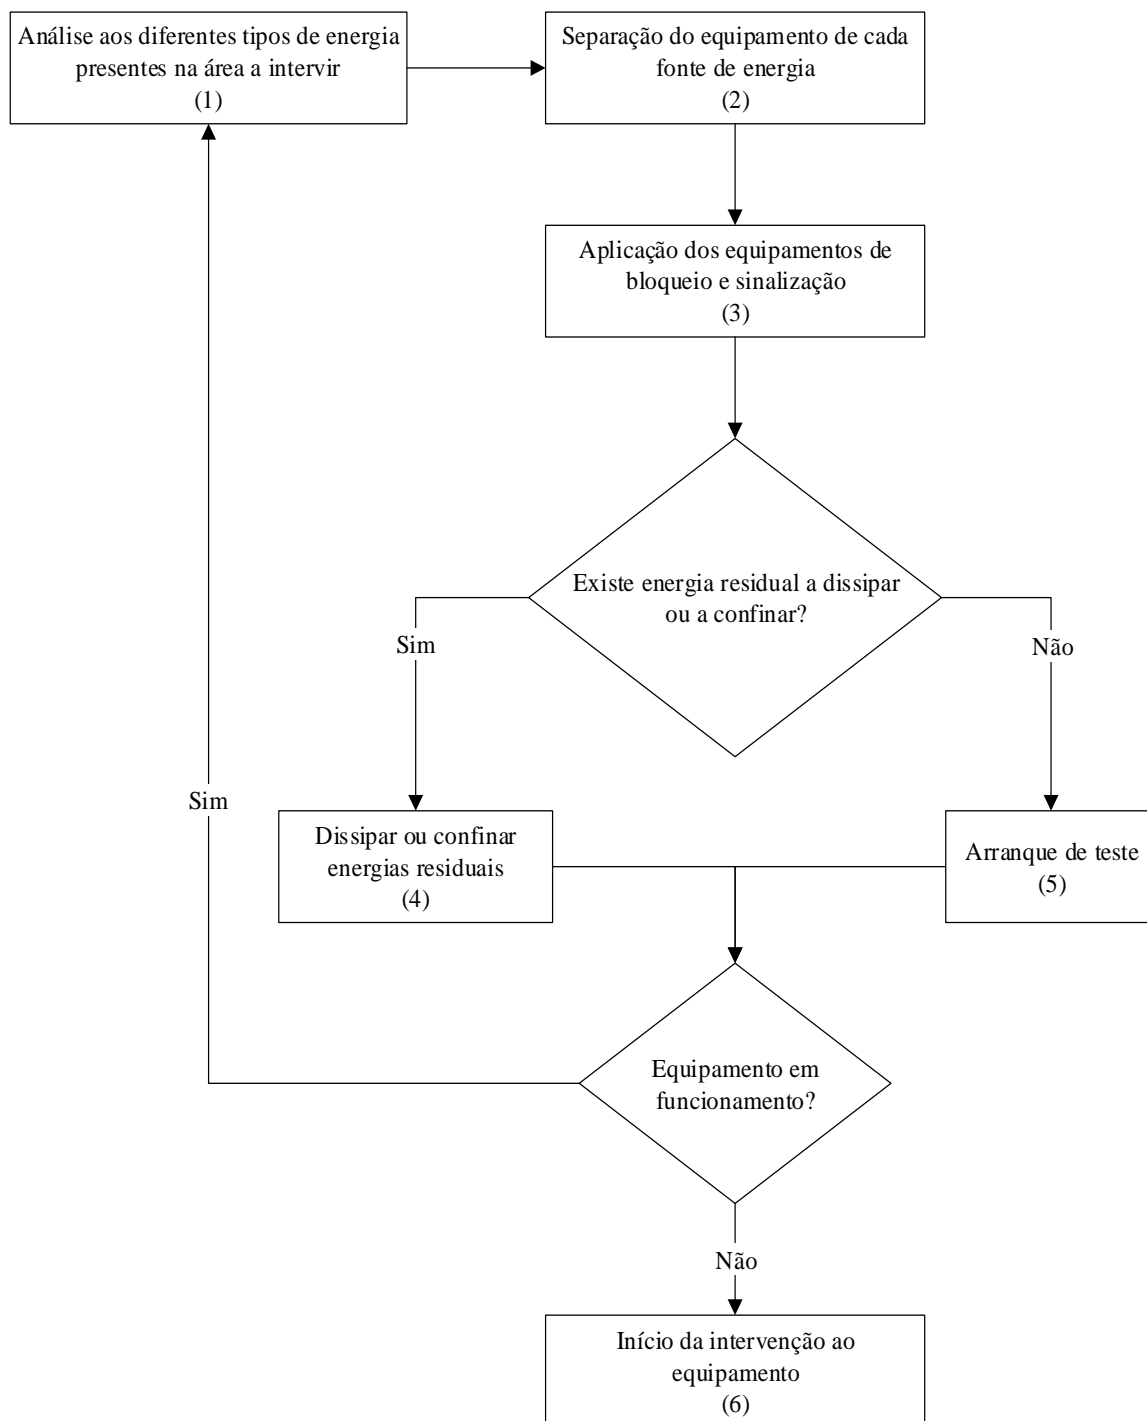 Análise aos diferentes tipos de energia
presentes na área a intervir
(1)
Separação do equipamento de cada
fonte de energia
(2)
Aplicação dos equipamentos de
bloqueio e sinalização
(3)
Existe energia residual a dissipar
ou a confinar?
Sim
Não
Sim
Dissipar ou confinar
energias residuais
(4)
Arranque de teste
(5)
Equipamento em
funcionamento?
Não
Início da intervenção ao
equipamento
(6)